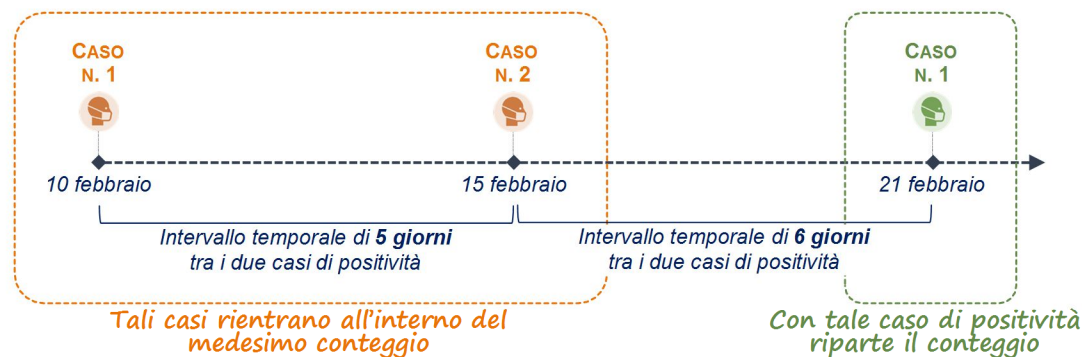 CASO
N. 1
CASO
N. 2
CASO
N. 1
10 febbraio
15 febbraio
21 febbraio
Intervallo temporale di 5 giorni
tra i due casi di positività
Intervallo temporale di 6 giorni
tra i due casi di positività
Tali casi rientrano all'interno del
medesimo conteggio
Con tale caso di positività
riparte il conteggio